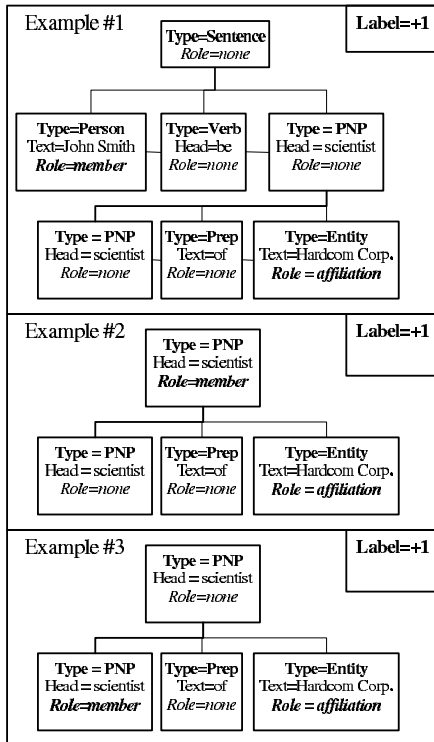 Example #1
Label=+1
Type=Sentence
Role=none
Type=Person
Text=John Smith
Role=member
Type=Verb
Head=be
Role=none
Type = PNP
Head = scientist
Role=none
Type = PNP
Head = scientist
Role=none
Type=Prep
Text=of
Role=none
Type=Entity
Text=Hardcom Corp.
Role = affiliation
Example #2
Label=+1
Type = PNP
Head = scientist
Role=member
Type = PNP
Head = scientist
Role=none
Type=Prep
Text=of
Role=none
Type=Entity
Text=Hardcom Corp.
Role = affiliation
Example #3
Label=+1
Type = PNP
Head = scientist
Role=none
Type = PNP
Head = scientist
Role=member
Type=Prep
Text=of
Role=none
Type=Entity
Text=Hardcom Corp.
Role = affiliation